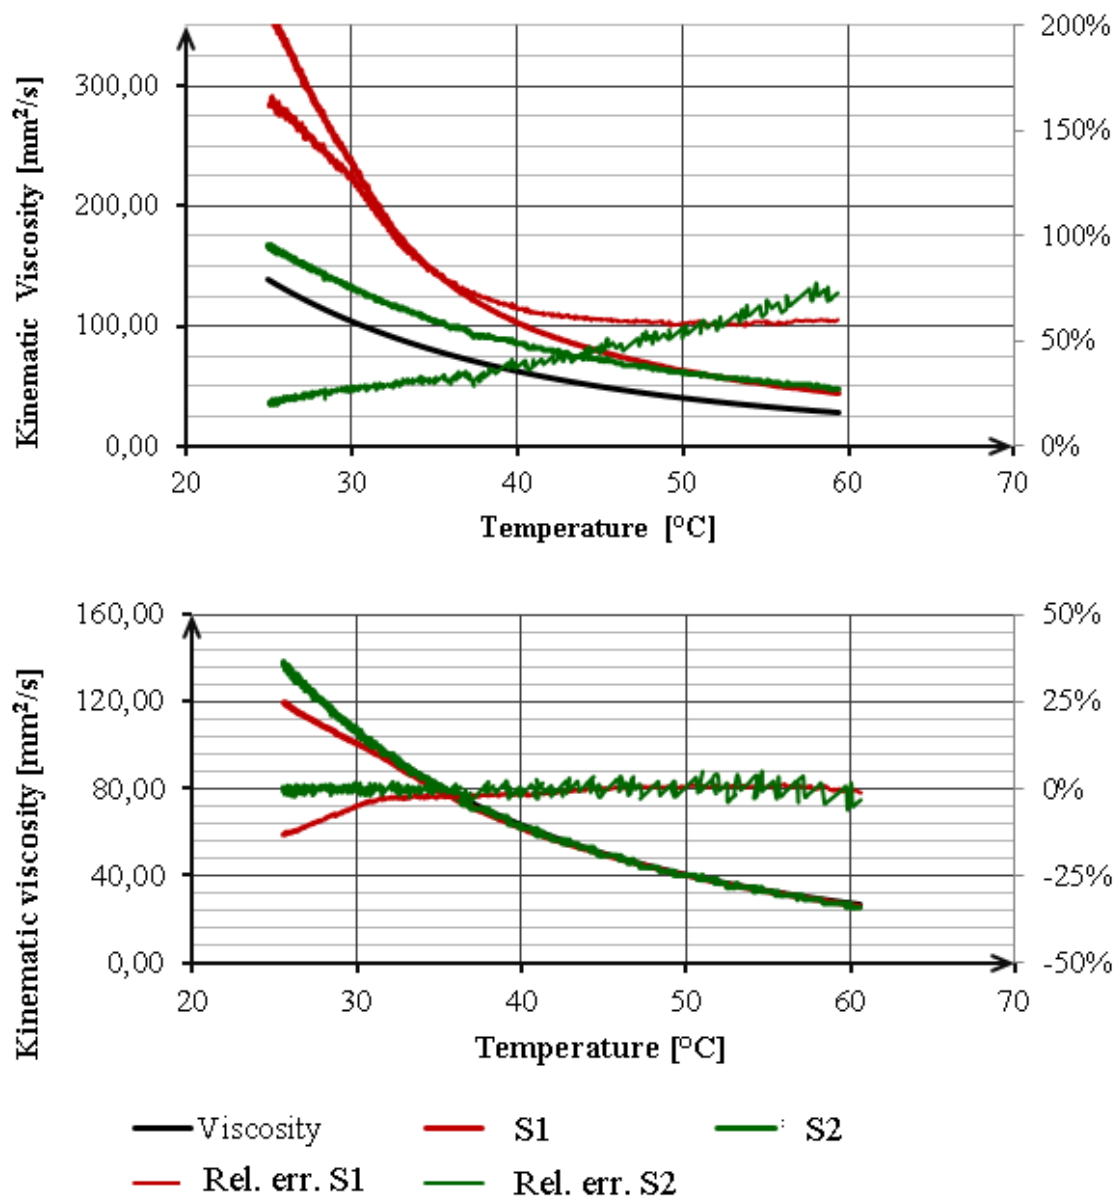 200%
300,00
150%
200,00
100%
100,00
50%
0,00
0%
20 30 40 50 60 70
Kinematic Viscosity [mm²/s]
Temperature [°C]
160,00
50%
120,00
25%
80,00
0%
40,00
-25%
0,00
-50%
20 30 40 50 60 70
Kinematic viscosity [mm²/s]
Temperature [°C]
Viscosity S1 S2
Rel. err. S1 Rel. err. S2